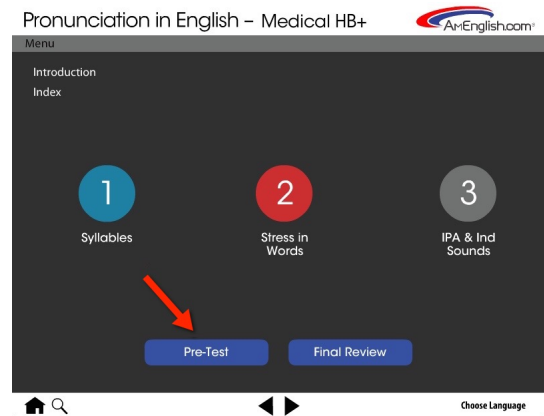 Pronunciation in English – Medical HB+
AmEnglish.com®
Menu
Introduction
Index
1
2
3
Syllables
Stress in
Words
IPA & Ind
Sounds
Pre-Test
Final Review
Choose Language